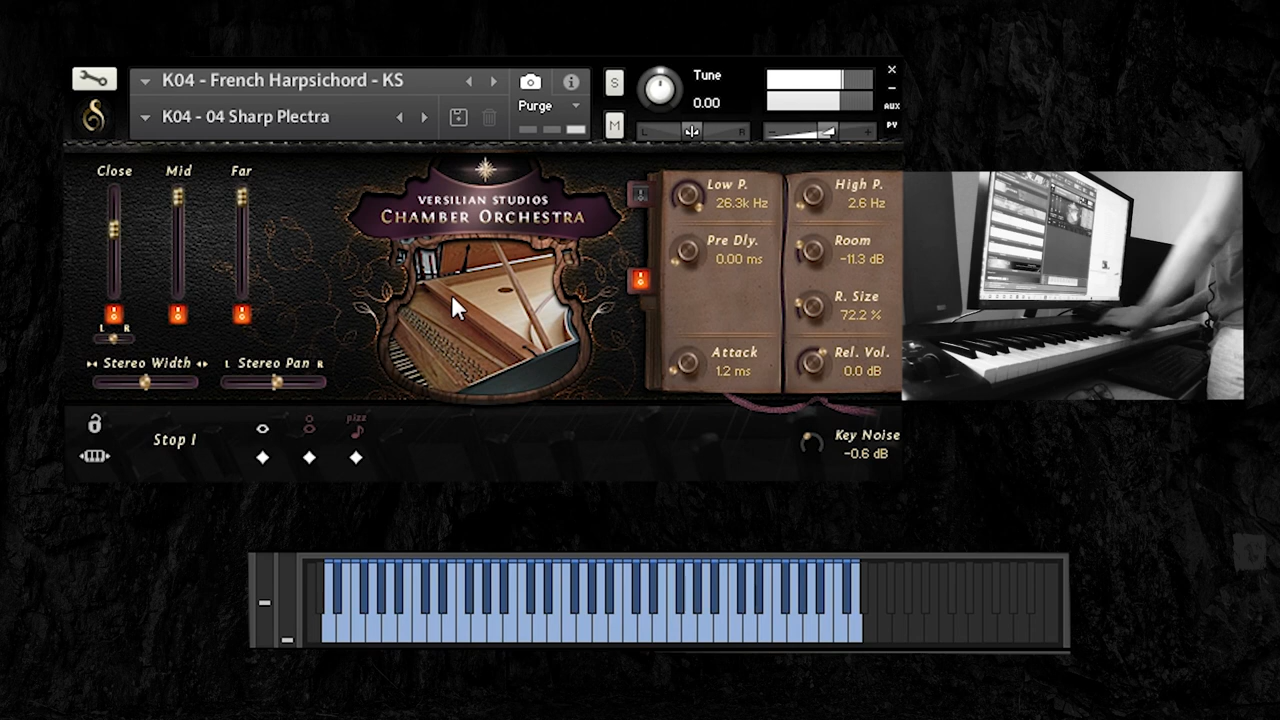 K04 - French Harpsichord - KS
K04 - 04 Sharp Plectra
Purge
S
M
Tune
0.00
L R
AUX
PV
Close Mid Far
L R
Stereo Width
L Stereo Pan R
VERSILIAN STUDIOS
CHAMBER ORCHESTRA
Low P.
26.3k Hz
High P.
2.6 Hz
Pre Dly.
0.00 ms
Room
-11.3 dB
R. Size
72.2 %
Attack
1.2 ms
Rel. Vol.
0.0 dB
Stop I
pizz
Key Noise
-0.6 dB